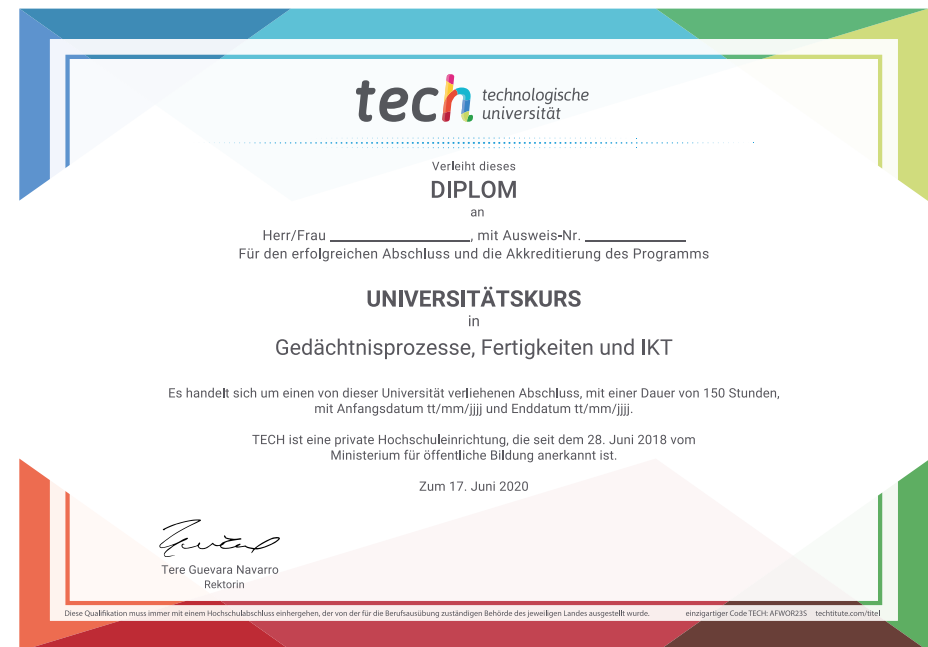 tech technologische
universität
Verleiht dieses
DIPLOM
an
Herr/Frau ____________________, mit Ausweis-Nr. ______________
Für den erfolgreichen Abschluss und die Akkreditierung des Programms
UNIVERSITÄTSKURS
in
Gedächtnisprozesse, Fertigkeiten und IKT
Es handelt sich um einen von dieser Universität verliehenen Abschluss, mit einer Dauer von 150 Stunden,
mit Anfangsdatum tt/mm/jjjj und Enddatum tt/mm/jjjj.
TECH ist eine private Hochschuleinrichtung, die seit dem 28. Juni 2018 vom
Ministerium für öffentliche Bildung anerkannt ist.
Zum 17. Juni 2020
Tere Guevara Navarro
Rektorin
Diese Qualifikation muss immer mit einem Hochschulabschluss einhergehen, der von der für die Berufsausübung zuständigen Behörde des jeweiligen Landes ausgestellt wurde. einzigartiger Code TECH: AFWOR23S techtitute.com/titel